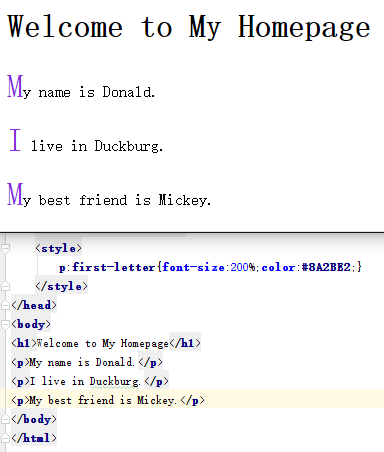 Welcome to My Homepage
My name is Donald.
I live in Duckburg.
My best friend is Mickey.
<style>
p:first-letter{font-size:200%;color:#8A2BE2;}
</style>
</head>
<body>
<h1>Welcome to My Homepage</h1>
<p>My name is Donald.</p>
<p>I live in Duckburg.</p>
<p>My best friend is Mickey.</p>
</body>
</html>